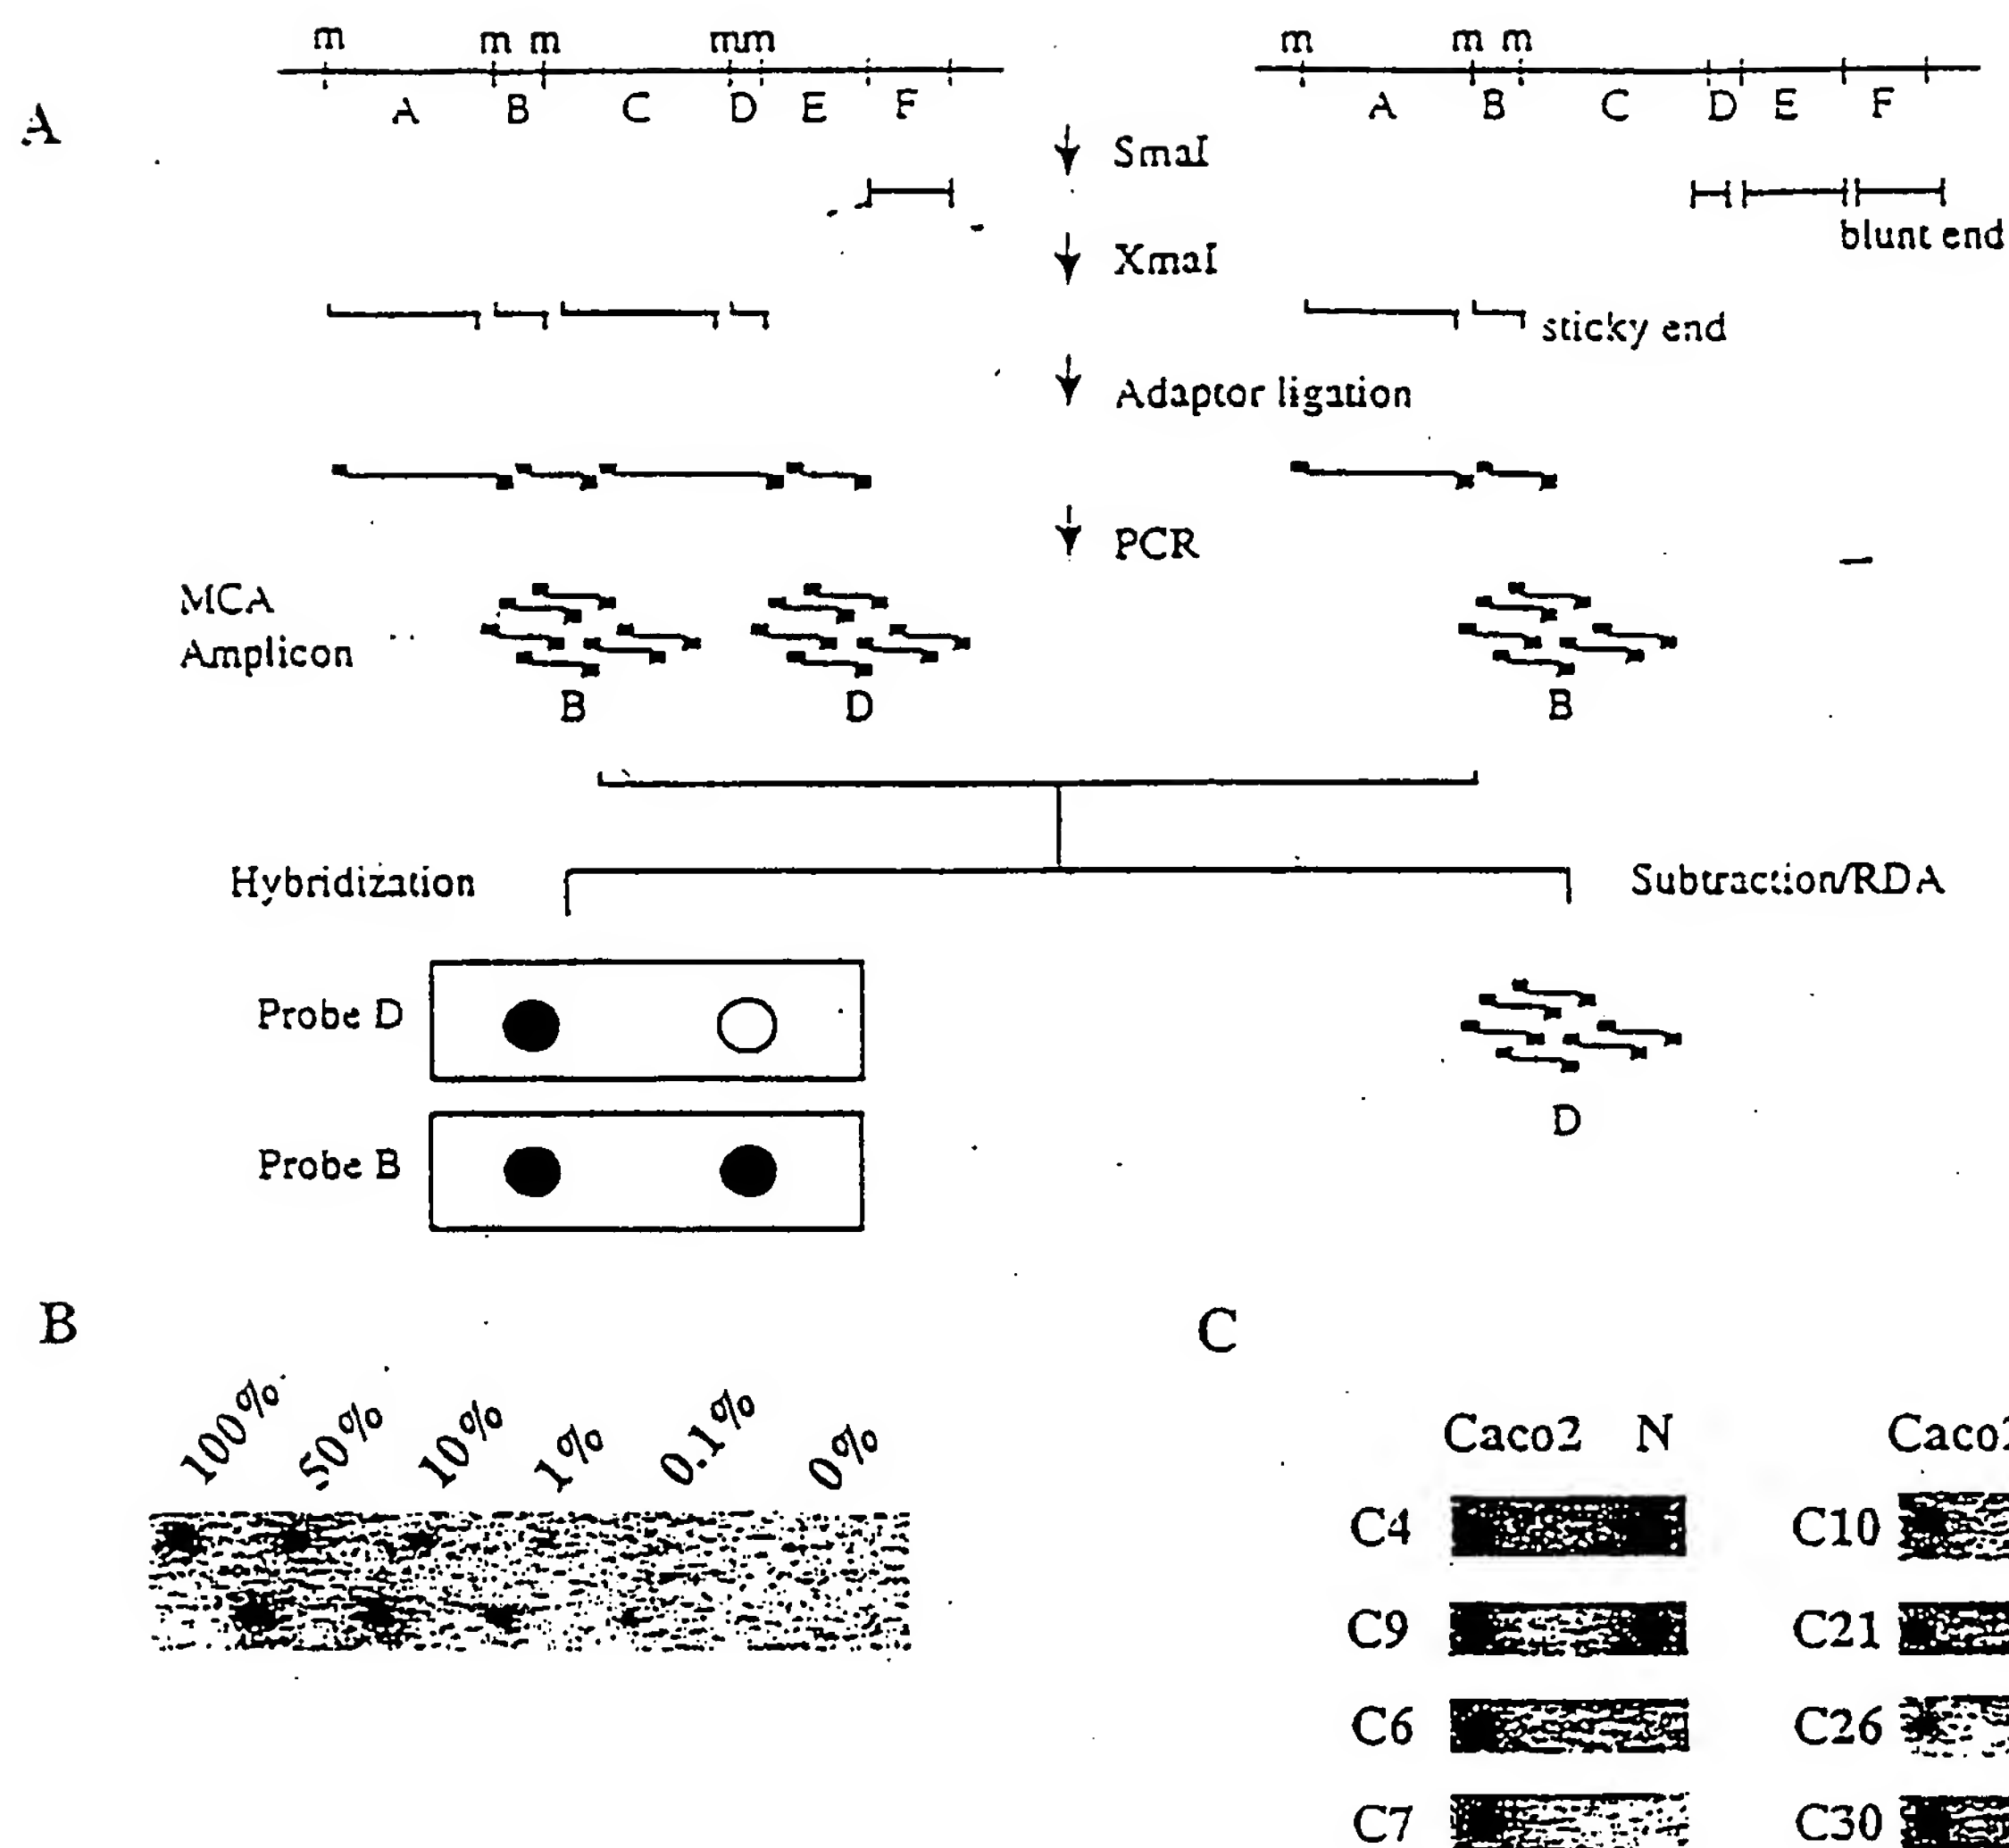 m m m mm m m m
A B C D E F A B C D E F
A
SmaI
blunt end
XmaI
sticky end
Adaptor ligation
PCR
MCA
Amplicon
B D B
Hybridization Subtraction/RDA
Probe D
D
Probe B
B C
100% 50% 10% 1% 0.1% 0%
Caco2 N Caco2
C4 C10
C9 C21
C6 C26
C7 C30